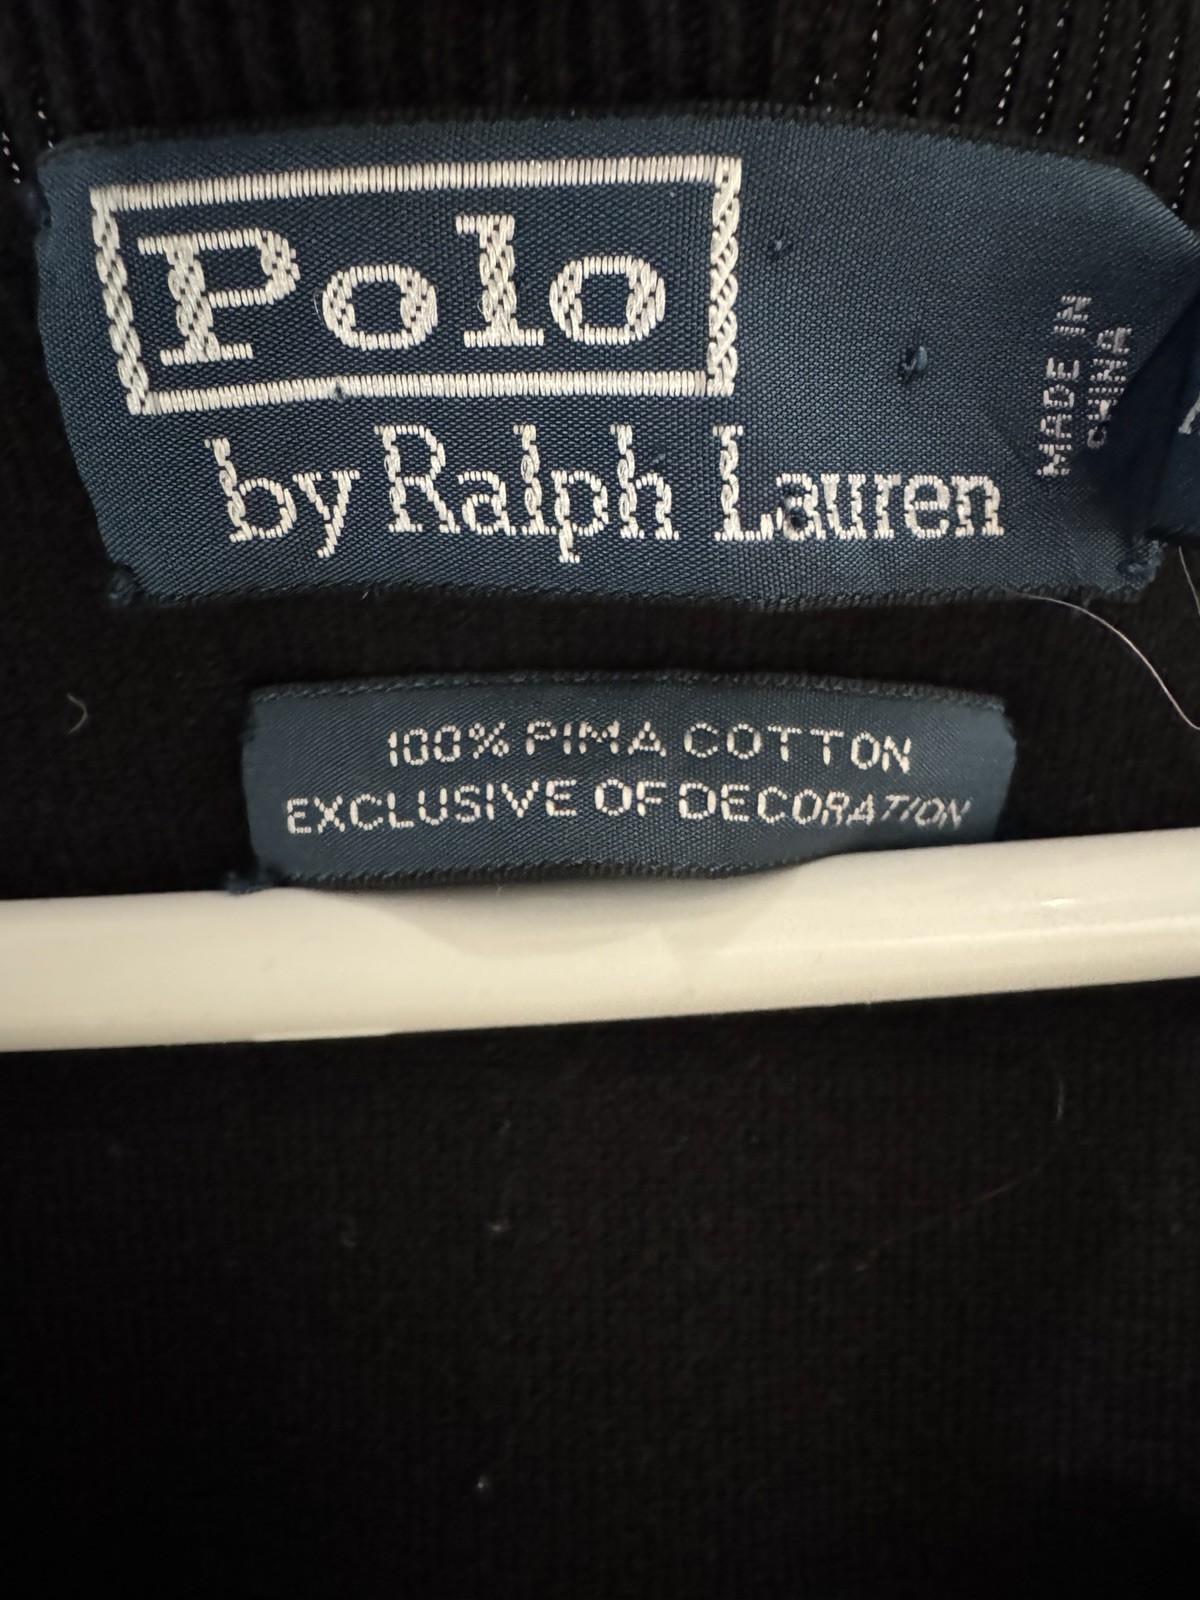 Polo
by Ralph Lauren
MADE IN
CHINA
100% PIMA COTTON
EXCLUSIVE OF DECORATION